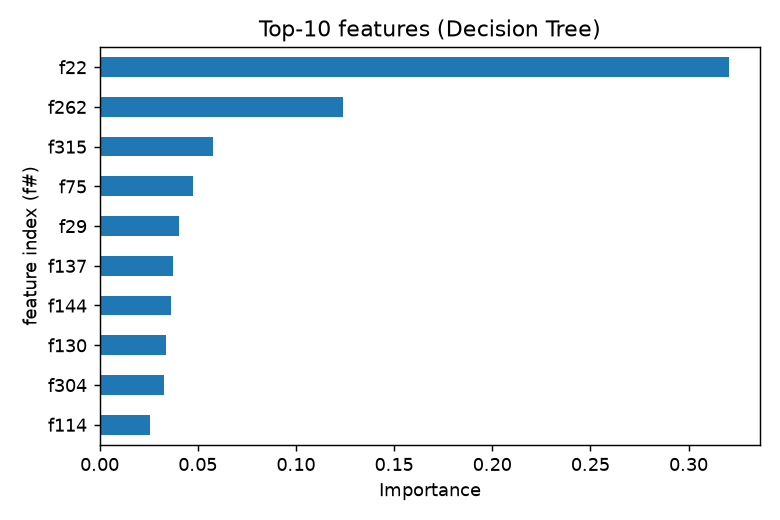 Top-10 features (Decision Tree)
feature index (f#)
f22
f262
f315
f75
f29
f137
f144
f130
f304
f114
0.00 0.05 0.10 0.15 0.20 0.25 0.30
Importance